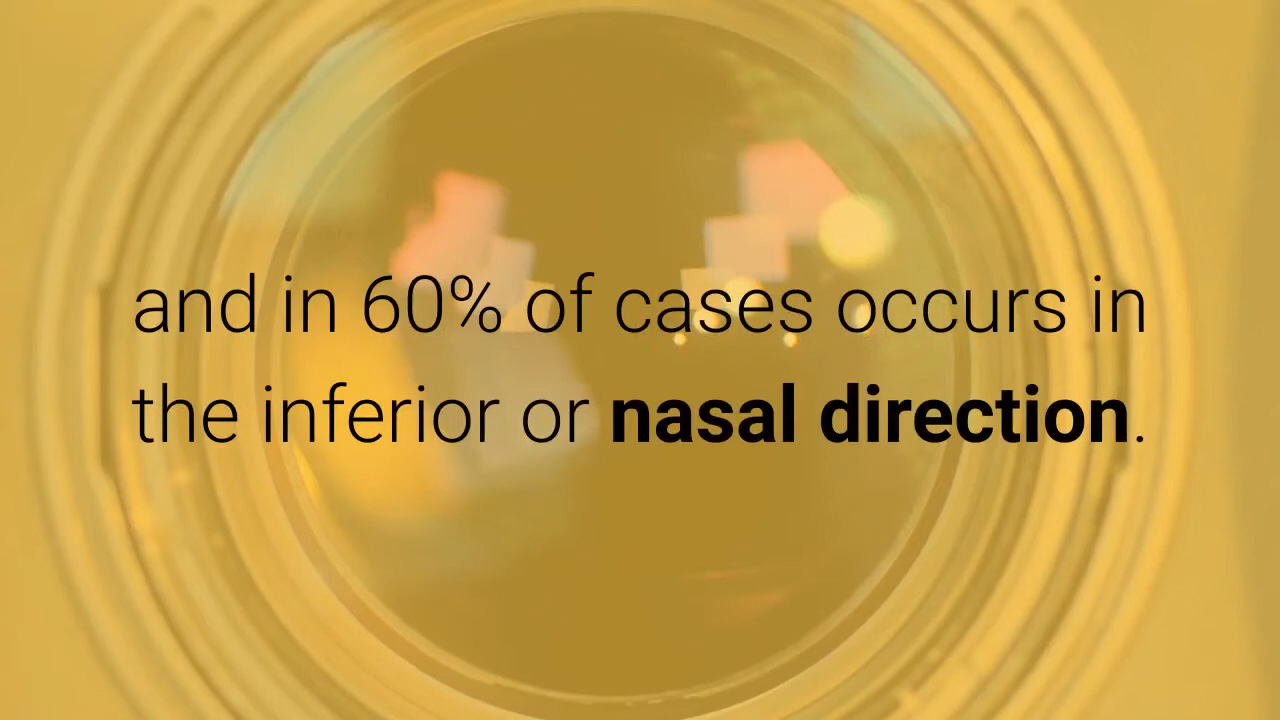 and in 60% of cases occurs in
the inferior or nasal direction.